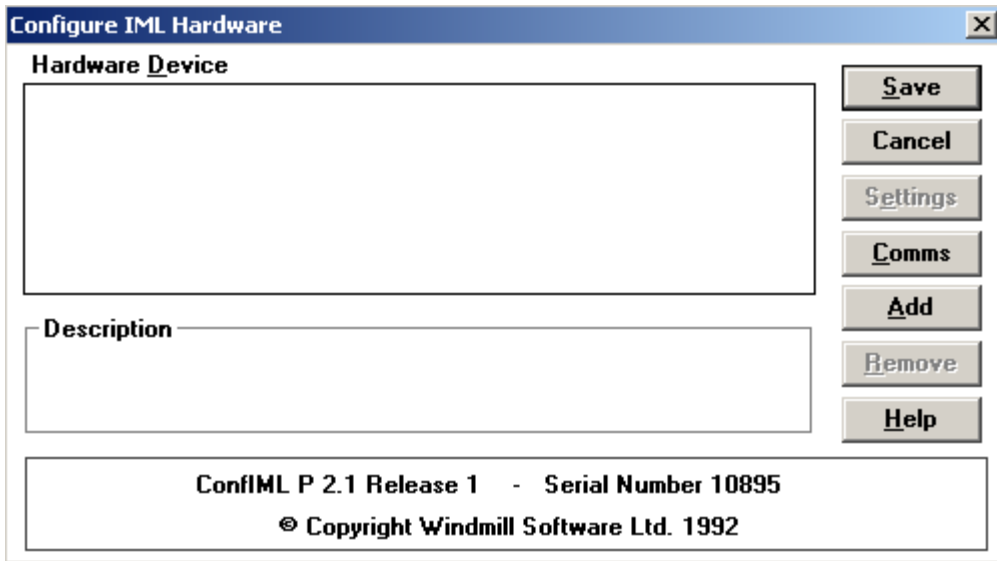 Configure IML Hardware
Hardware Device
Save
Cancel
Settings
Comms
Add
Remove
Help
Description
ConfIML P 2.1 Release 1 - Serial Number 10895
© Copyright Windmill Software Ltd. 1992